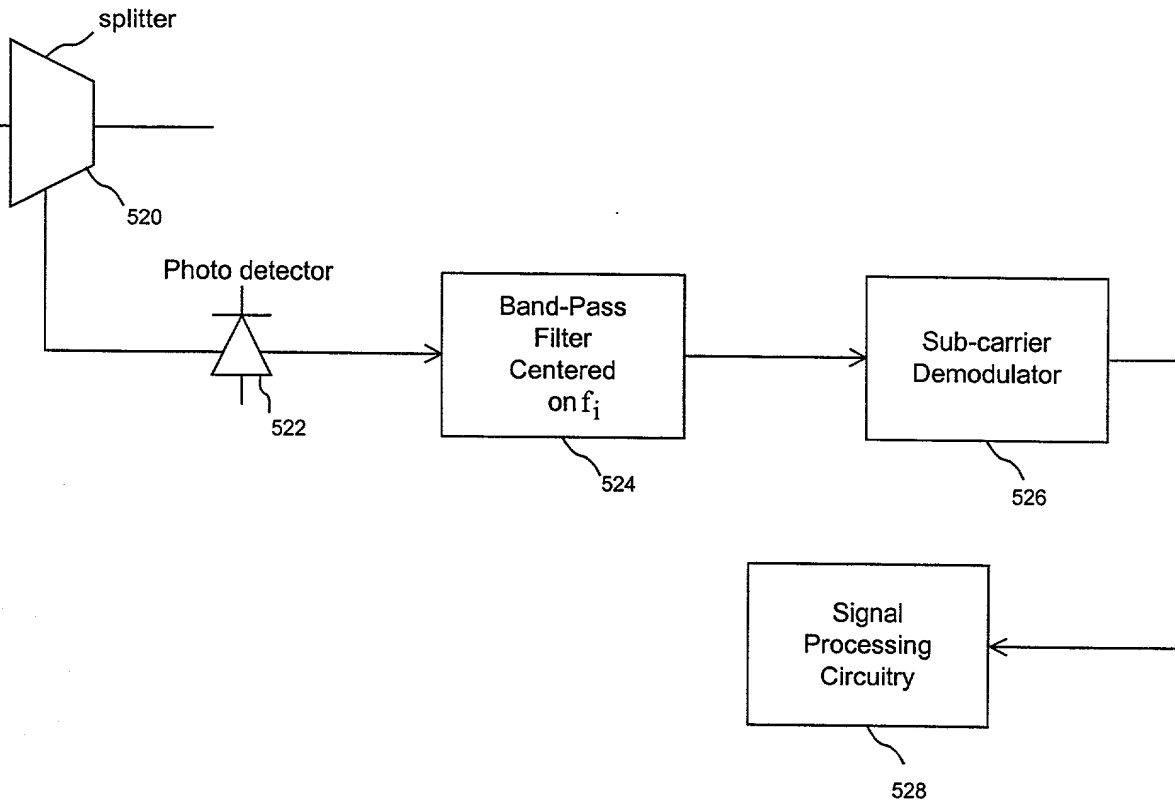 splitter
520
Photo detector
522
Band-Pass
Filter
Centered
on fi
524
Sub-carrier
Demodulator
526
Signal
Processing
Circuitry
528